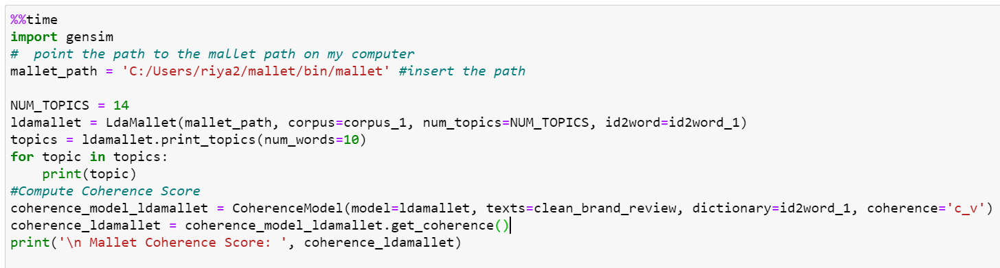 %%time
import gensim
#  point the path to the mallet path on my computer
mallet_path = 'C:/Users/riya2/mallet/bin/mallet' #insert the path
NUM_TOPICS = 14
ldamallet = LdaMallet(mallet_path, corpus=corpus_1, num_topics=NUM_TOPICS, id2word=id2word_1)
topics = ldamallet.print_topics(num_words=10)
for topic in topics:
    print(topic)
#Compute Coherence Score
coherence_model_ldamallet = CoherenceModel(model=ldamallet, texts=clean_brand_review, dictionary=id2word_1, coherence='c_v')
coherence_ldamallet = coherence_model_ldamallet.get_coherence()
print('\n Mallet Coherence Score: ', coherence_ldamallet)